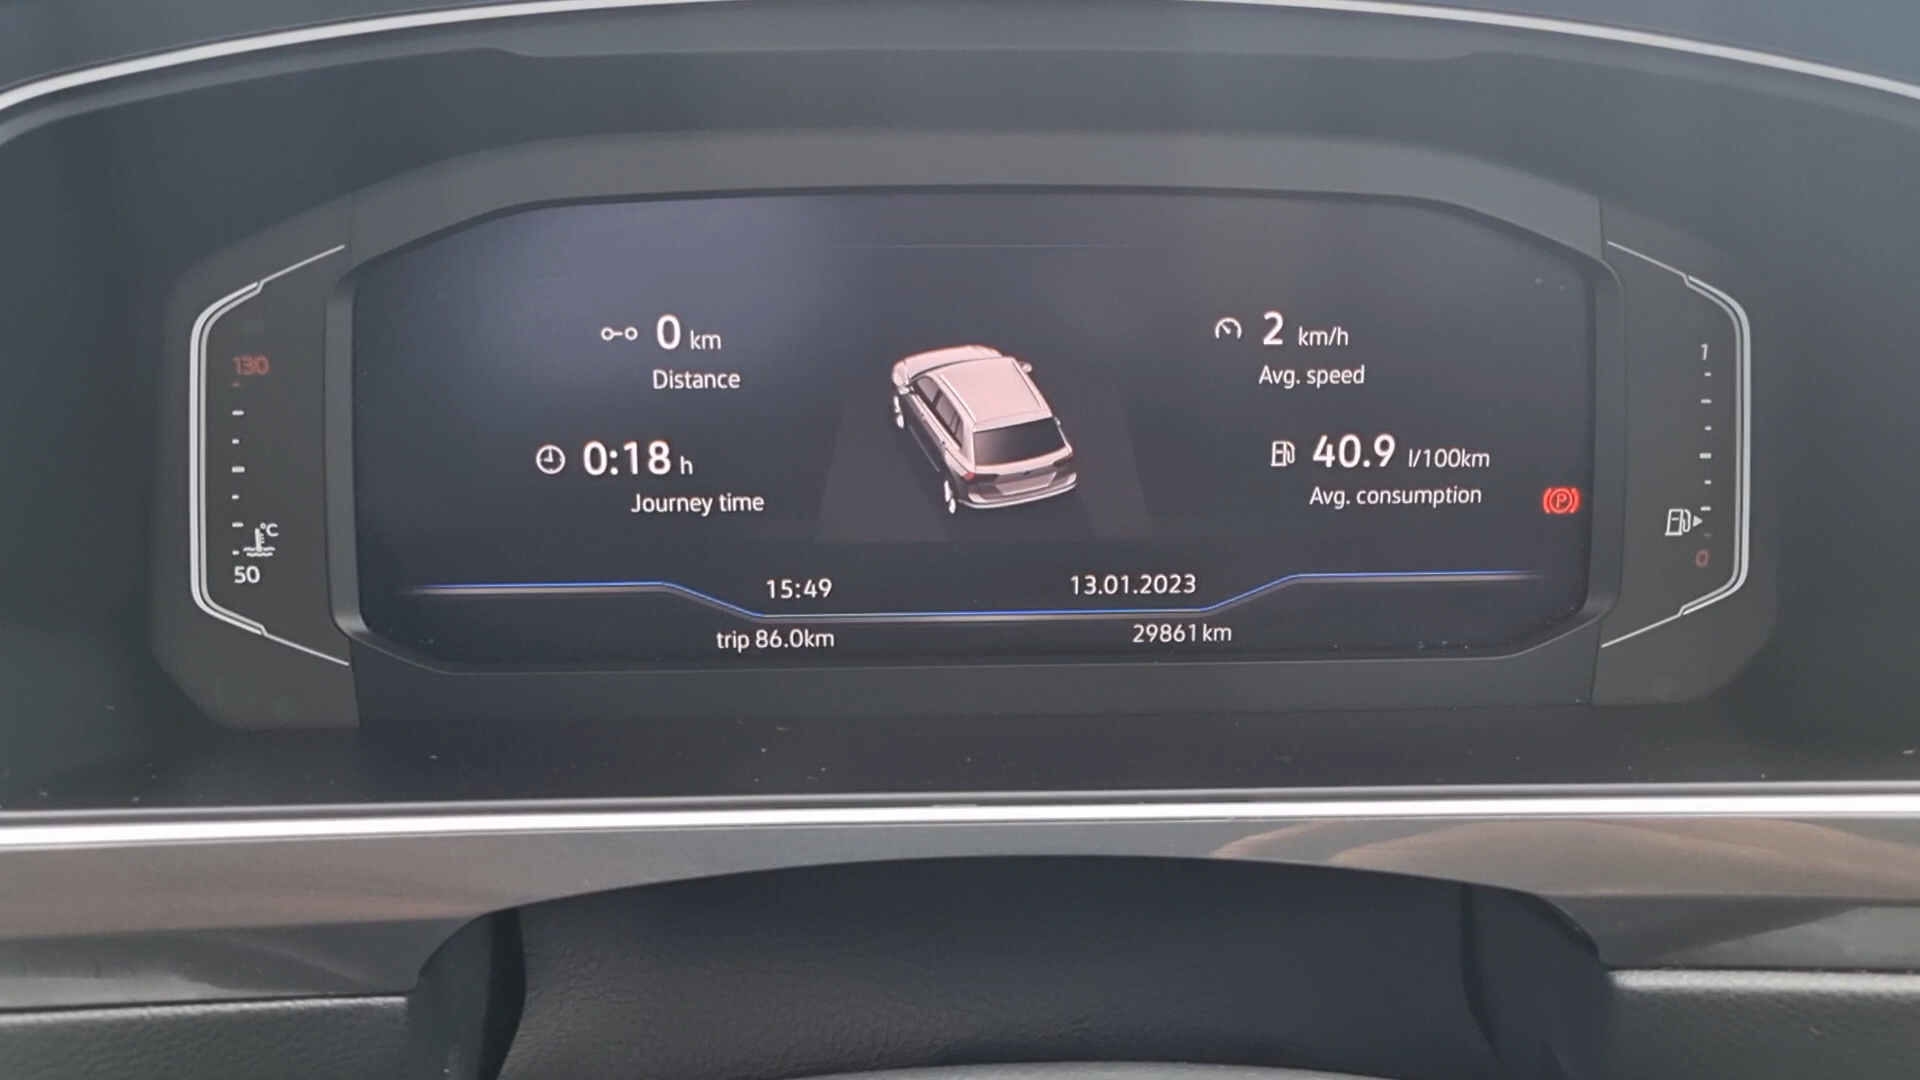 0 km
Distance
2 km/h
Avg. speed
0:18 h
Journey time
40.9 l/100km
Avg. consumption
130
°C
50
1
0
P
15:49
13.01.2023
trip 86.0km
29861 km